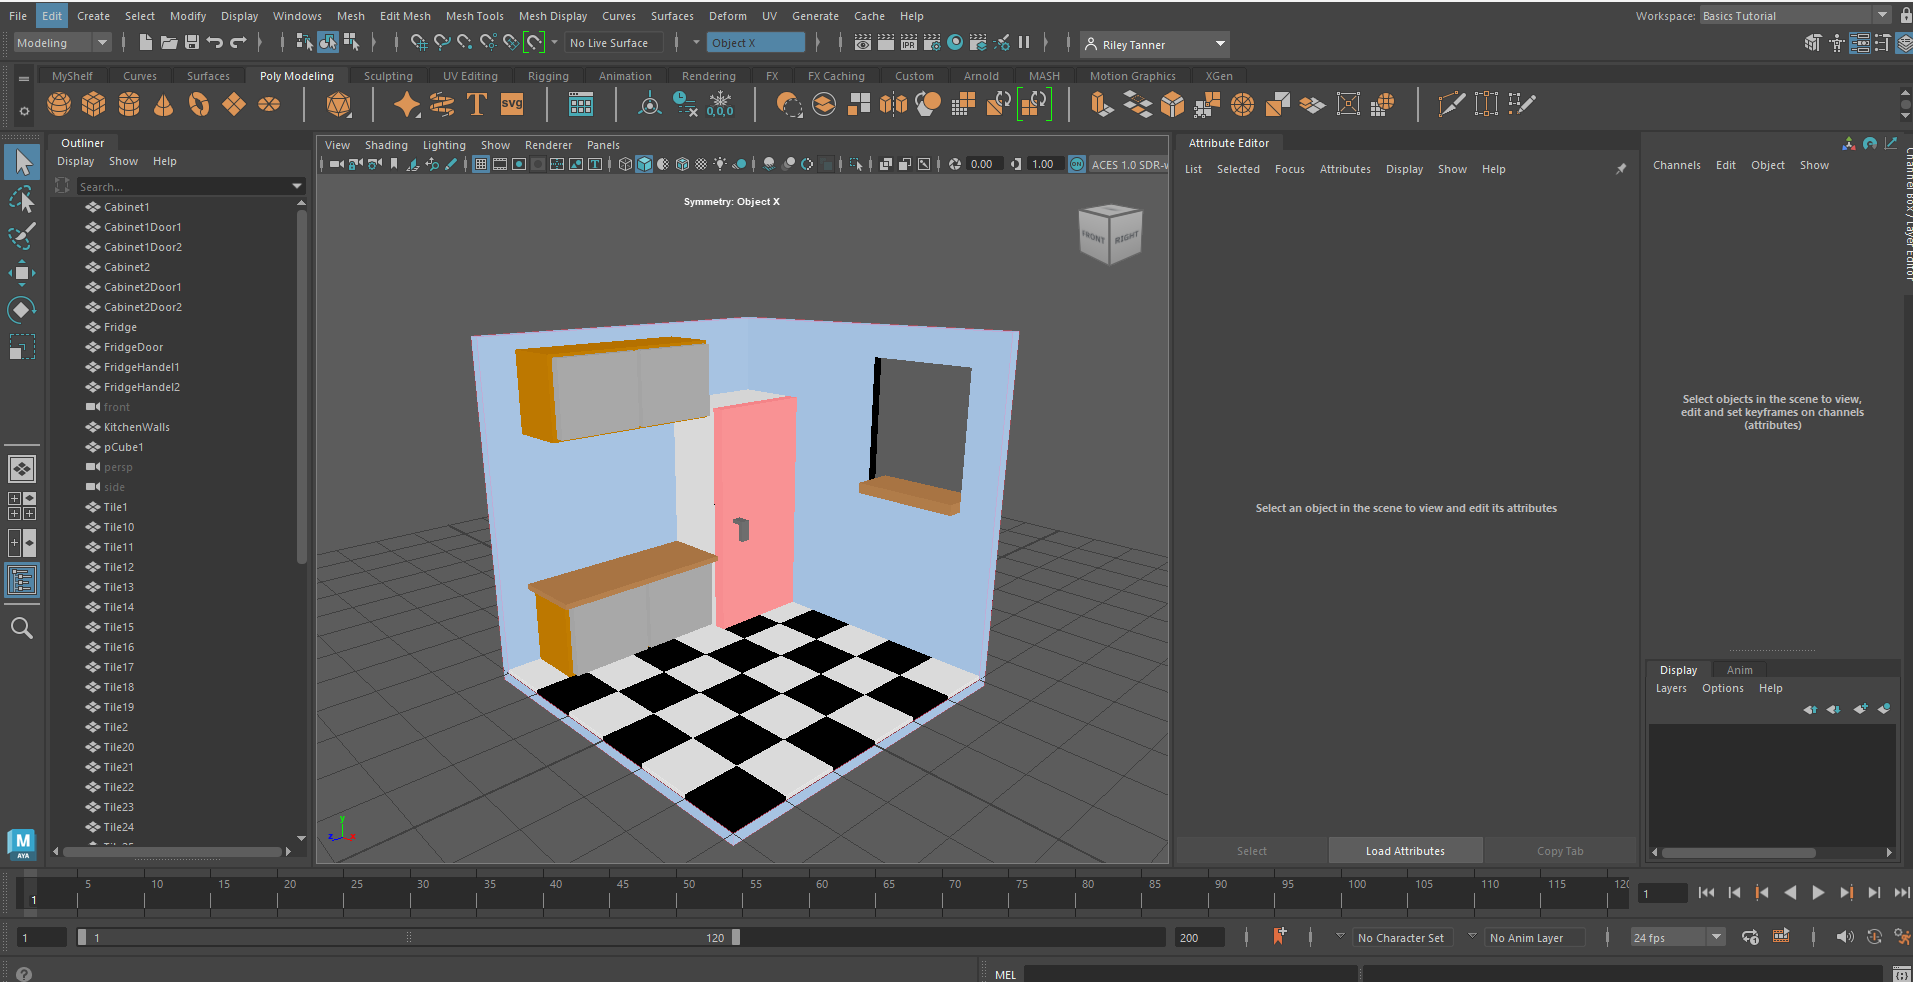 File Edit Create Select Modify Display Windows Mesh Edit Mesh Mesh Tools Mesh Display Curves Surfaces Deform UV Generate Cache Help Workspace: Basics Tutorial
Modeling No Live Surface Object X IPR Riley Tanner
MyShelf Curves Surfaces Poly Modeling Sculpting UV Editing Rigging Animation Rendering FX FX Caching Custom Arnold MASH Motion Graphics XGen
T svg 0,0,0
Outliner
Display Show Help
Search...
Cabinet1
Cabinet1Door1
Cabinet1Door2
Cabinet2
Cabinet2Door1
Cabinet2Door2
Fridge
FridgeDoor
FridgeHandel1
FridgeHandel2
front
KitchenWalls
pCube1
persp
side
Tile1
Tile10
Tile11
Tile12
Tile13
Tile14
Tile15
Tile16
Tile17
Tile18
Tile19
Tile2
Tile20
Tile21
Tile22
Tile23
Tile24
M
AYA
View Shading Lighting Show Renderer Panels
0.00 1.00 ON ACES 1.0 SDR-v
Symmetry: Object X
FRONT RIGHT
y
z x
Attribute Editor
List Selected Focus Attributes Display Show Help
Select an object in the scene to view and edit its attributes
Select Load Attributes Copy Tab
Channels Edit Object Show
Channel Box / Layer Editor
Select objects in the scene to view,
edit and set keyframes on channels
(attributes)
Display Anim
Layers Options Help
1 5 10 15 20 25 30 35 40 45 50 55 60 65 70 75 80 85 90 95 100 105 110 115 120 1
1 1 120 200 No Character Set No Anim Layer 24 fps
MEL